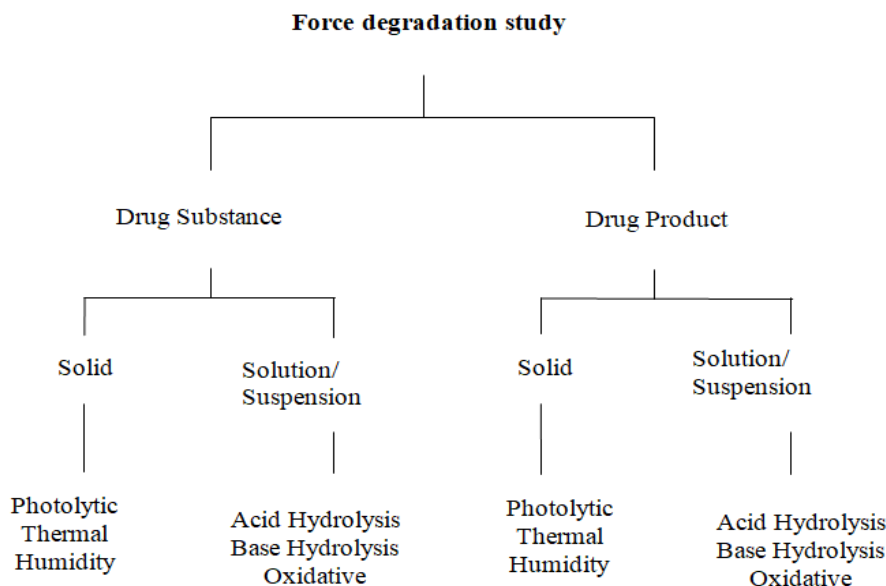 Force degradation study
Drug Substance
Drug Product
Solid
Solution/
Suspension
Solid
Solution/
Suspension
Photolytic
Thermal
Humidity
Acid Hydrolysis
Base Hydrolysis
Oxidative
Photolytic
Thermal
Humidity
Acid Hydrolysis
Base Hydrolysis
Oxidative